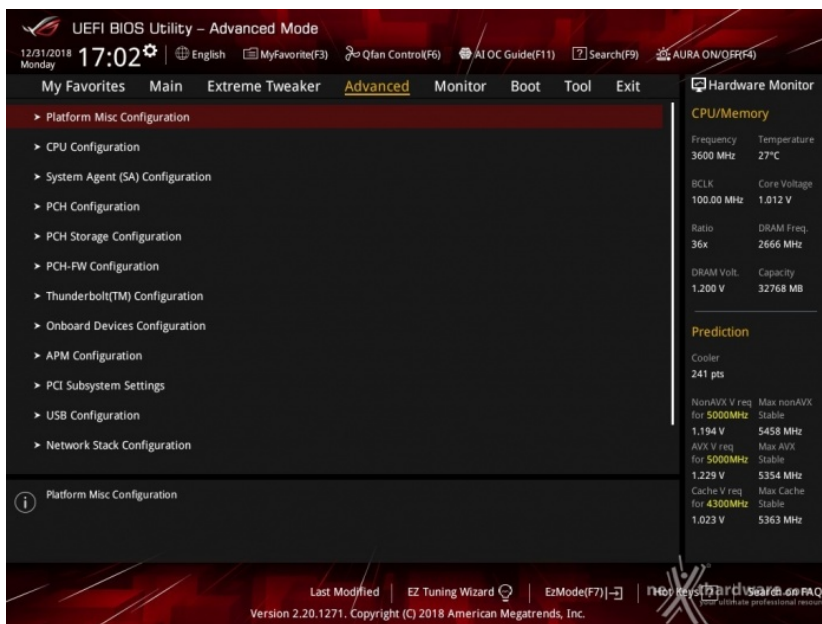 UEFI BIOS Utility – Advanced Mode
12/31/2018 Monday 17:02 English MyFavorite(F3) Qfan Control(F6) AI OC Guide(F11) Search(F9) AURA ON/OFF(F4)
My Favorites Main Extreme Tweaker Advanced Monitor Boot Tool Exit
Hardware Monitor
Platform Misc Configuration
CPU Configuration
System Agent (SA) Configuration
PCH Configuration
PCH Storage Configuration
PCH-FW Configuration
Thunderbolt(TM) Configuration
Onboard Devices Configuration
APM Configuration
PCI Subsystem Settings
USB Configuration
Network Stack Configuration
Platform Misc Configuration
CPU/Memory
Frequency Temperature
3600 MHz 27°C
BCLK Core Voltage
100.00 MHz 1.012 V
Ratio DRAM Freq.
36x 2666 MHz
DRAM Volt. Capacity
1.200 V 32768 MB
Prediction
Cooler
241 pts
NonAVX V req Max nonAVX
for 5000MHz Stable
1.194 V 5458 MHz
AVX V req Max AVX
for 5000MHz Stable
1.229 V 5354 MHz
Cache V req Max Cache
for 4300MHz Stable
1.023 V 5363 MHz
Last Modified EZ Tuning Wizard EzMode(F7) Hot Keys ? Search on FAQ
Version 2.20.1271. Copyright (C) 2018 American Megatrends, Inc.
your ultimate professional resour